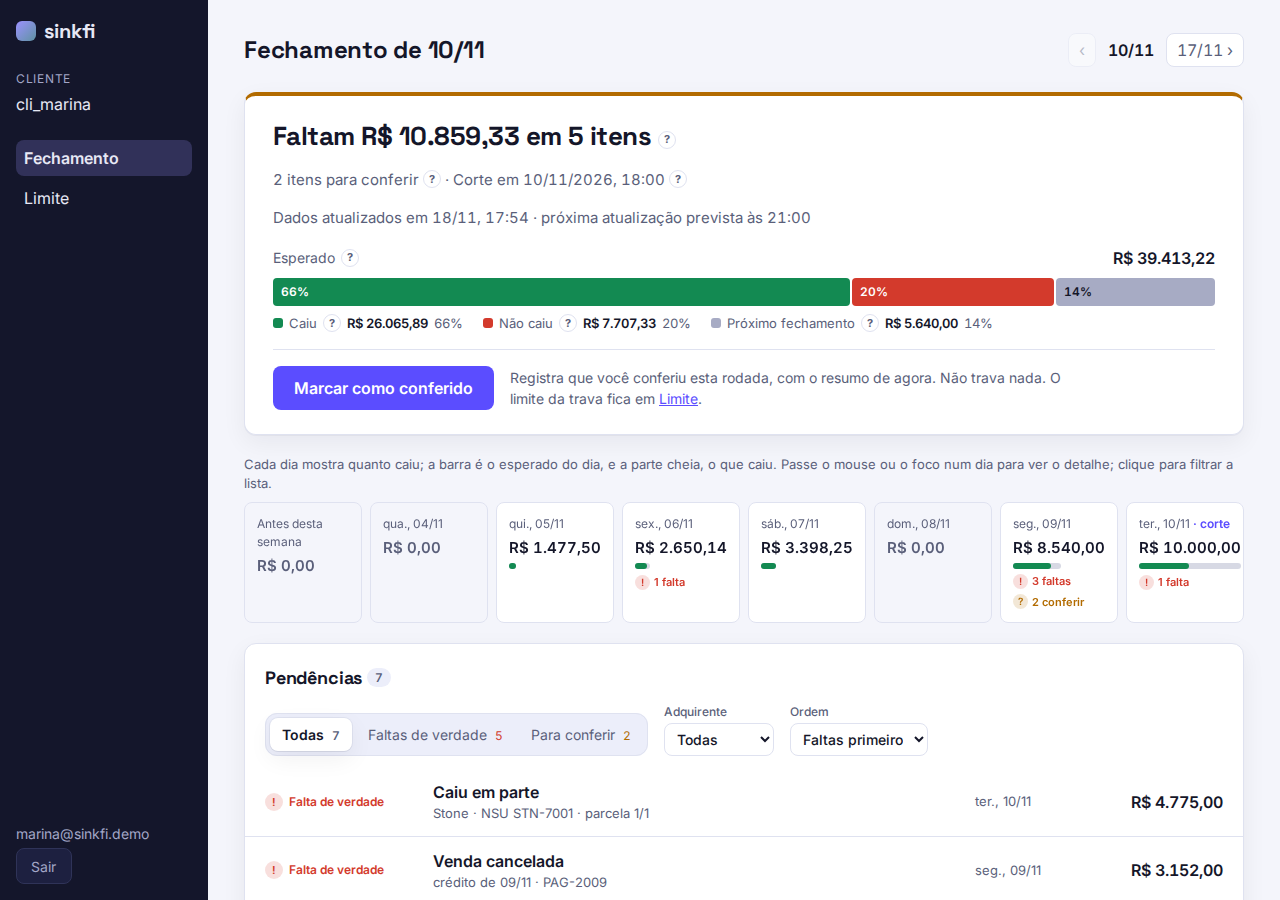 sinkfi
CLIENTE
cli_marina
Fechamento
Limite
marina@sinkfi.demo
Sair
Fechamento de 10/11
‹ 10/11 17/11 ›
Faltam R$ 10.859,33 em 5 itens ?
2 itens para conferir ? · Corte em 10/11/2026, 18:00 ?
Dados atualizados em 18/11, 17:54 · próxima atualização prevista às 21:00
Esperado ? R$ 39.413,22
66% 20% 14%
Caiu ? R$ 26.065,89 66% Não caiu ? R$ 7.707,33 20% Próximo fechamento ? R$ 5.640,00 14%
Marcar como conferido
Registra que você conferiu esta rodada, com o resumo de agora. Não trava nada. O
limite da trava fica em Limite.
Cada dia mostra quanto caiu; a barra é o esperado do dia, e a parte cheia, o que caiu. Passe o mouse ou o foco num dia para ver o detalhe; clique para filtrar a
lista.
Antes desta
semana
R$ 0,00
qua., 04/11
R$ 0,00
qui., 05/11
R$ 1.477,50
sex., 06/11
R$ 2.650,14
! 1 falta
sáb., 07/11
R$ 3.398,25
dom., 08/11
R$ 0,00
seg., 09/11
R$ 8.540,00
! 3 faltas
? 2 conferir
ter., 10/11 · corte
R$ 10.000,00
! 1 falta
Pendências 7
Todas 7 Faltas de verdade 5 Para conferir 2
Adquirente
Todas
Ordem
Faltas primeiro
! Falta de verdade
Caiu em parte
Stone · NSU STN-7001 · parcela 1/1
ter., 10/11
R$ 4.775,00
! Falta de verdade
Venda cancelada
crédito de 09/11 · PAG-2009
seg., 09/11
R$ 3.152,00